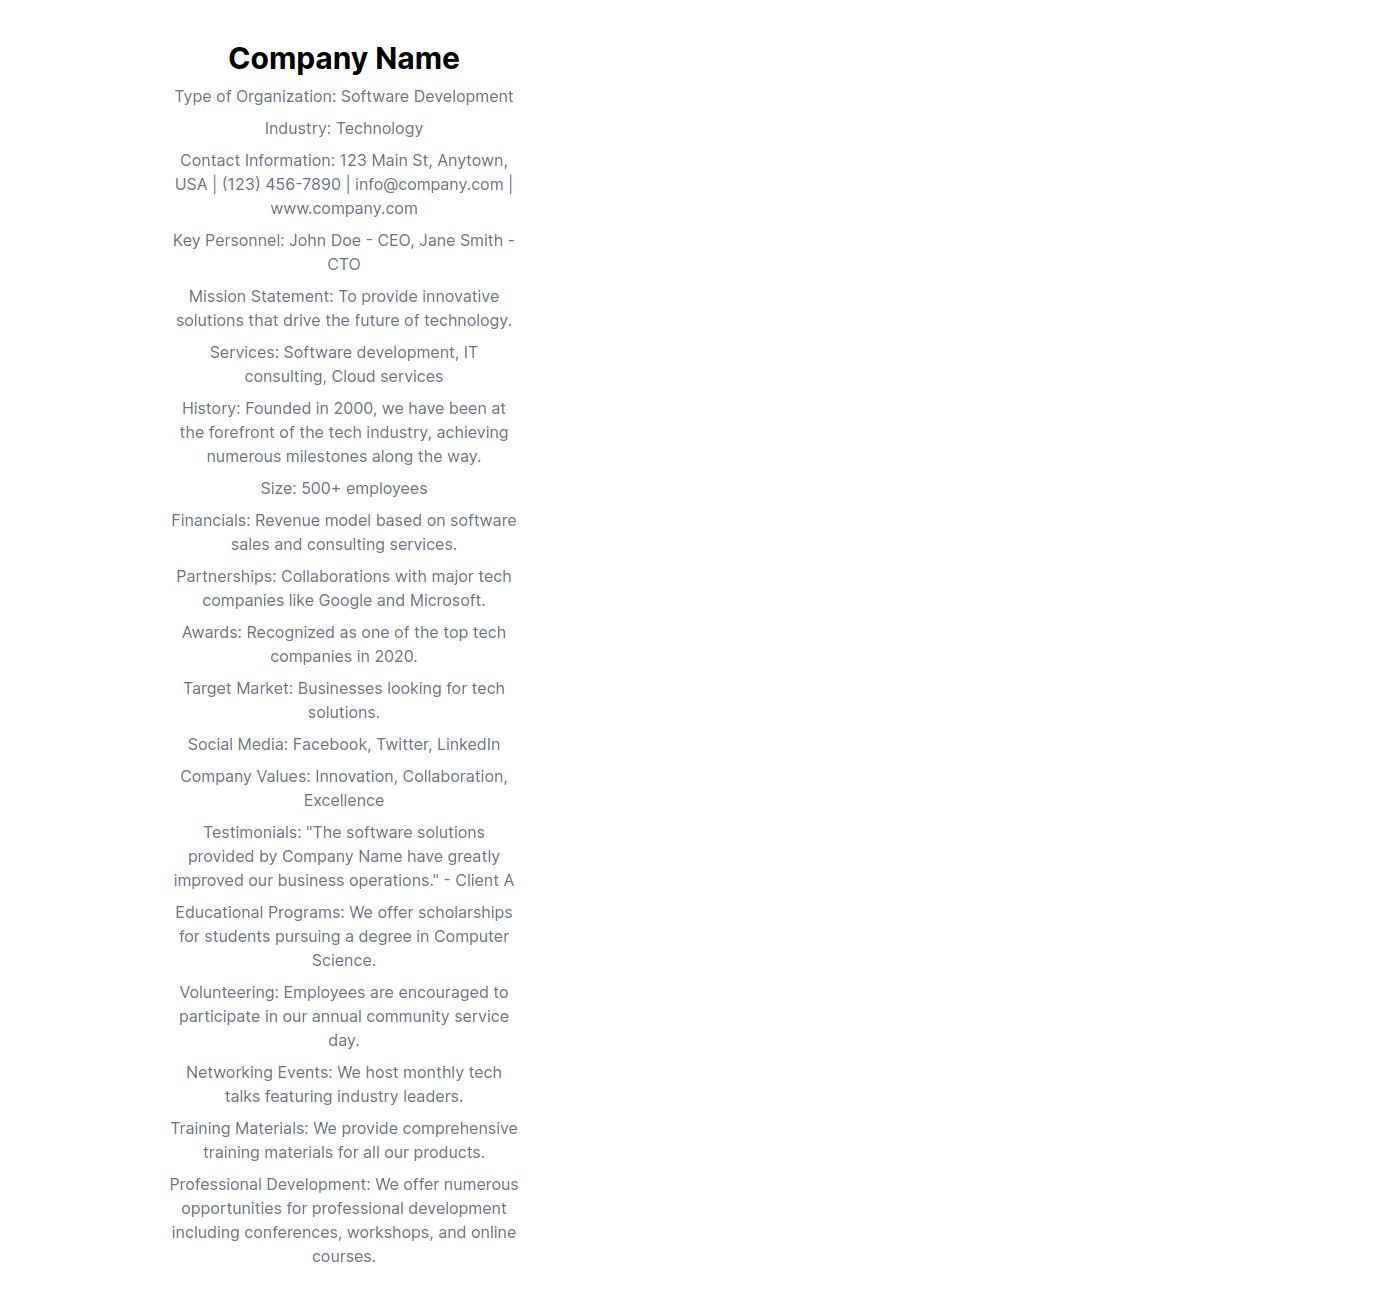 Company Name
Type of Organization: Software Development
Industry: Technology
Contact Information: 123 Main St, Anytown,
USA | (123) 456-7890 | info@company.com |
www.company.com
Key Personnel: John Doe - CEO, Jane Smith -
CTO
Mission Statement: To provide innovative
solutions that drive the future of technology.
Services: Software development, IT
consulting, Cloud services
History: Founded in 2000, we have been at
the forefront of the tech industry, achieving
numerous milestones along the way.
Size: 500+ employees
Financials: Revenue model based on software
sales and consulting services.
Partnerships: Collaborations with major tech
companies like Google and Microsoft.
Awards: Recognized as one of the top tech
companies in 2020.
Target Market: Businesses looking for tech
solutions.
Social Media: Facebook, Twitter, LinkedIn
Company Values: Innovation, Collaboration,
Excellence
Testimonials: "The software solutions
provided by Company Name have greatly
improved our business operations." - Client A
Educational Programs: We offer scholarships
for students pursuing a degree in Computer
Science.
Volunteering: Employees are encouraged to
participate in our annual community service
day.
Networking Events: We host monthly tech
talks featuring industry leaders.
Training Materials: We provide comprehensive
training materials for all our products.
Professional Development: We offer numerous
opportunities for professional development
including conferences, workshops, and online
courses.